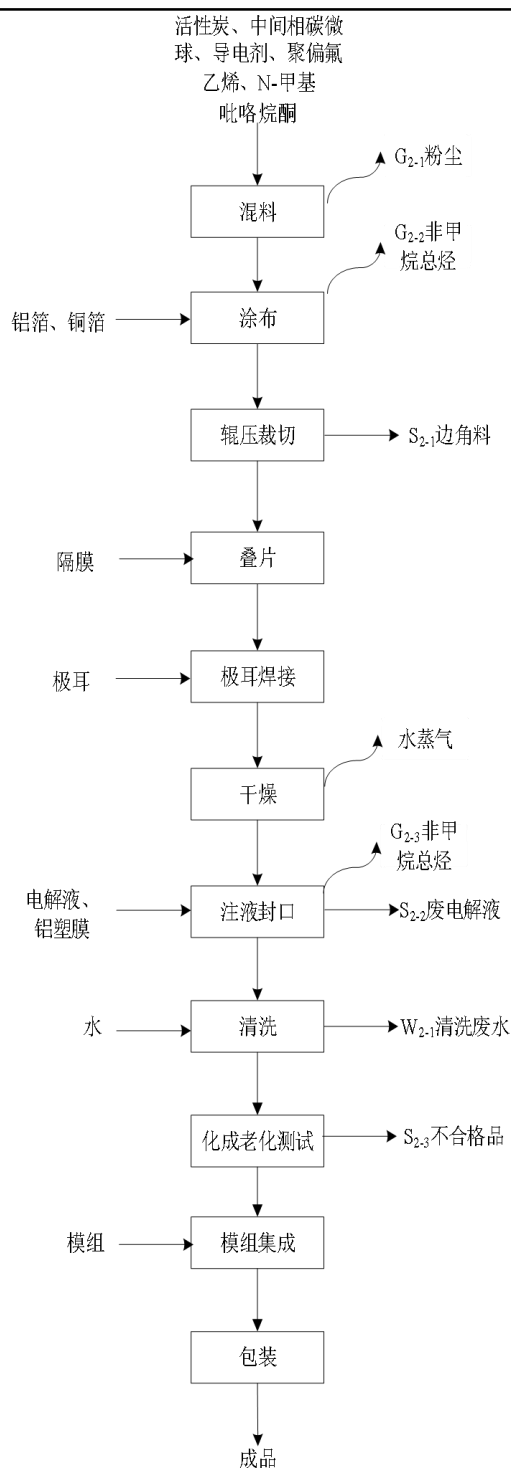 活性炭、中间相碳微
球、导电剂、聚偏氟
乙烯、N-甲基
吡咯烷酮
G2-1粉尘
混料
G2-2非甲
烷总烃
铝箔、铜箔
涂布
辊压裁切
S2-1边角料
隔膜
叠片
极耳
极耳焊接
水蒸气
干燥
G2-3非甲
烷总烃
电解液、
铝塑膜
注液封口
S2-2废电解液
水
清洗
W2-1清洗废水
化成老化测试
S2-3不合格品
模组
模组集成
包装
成品